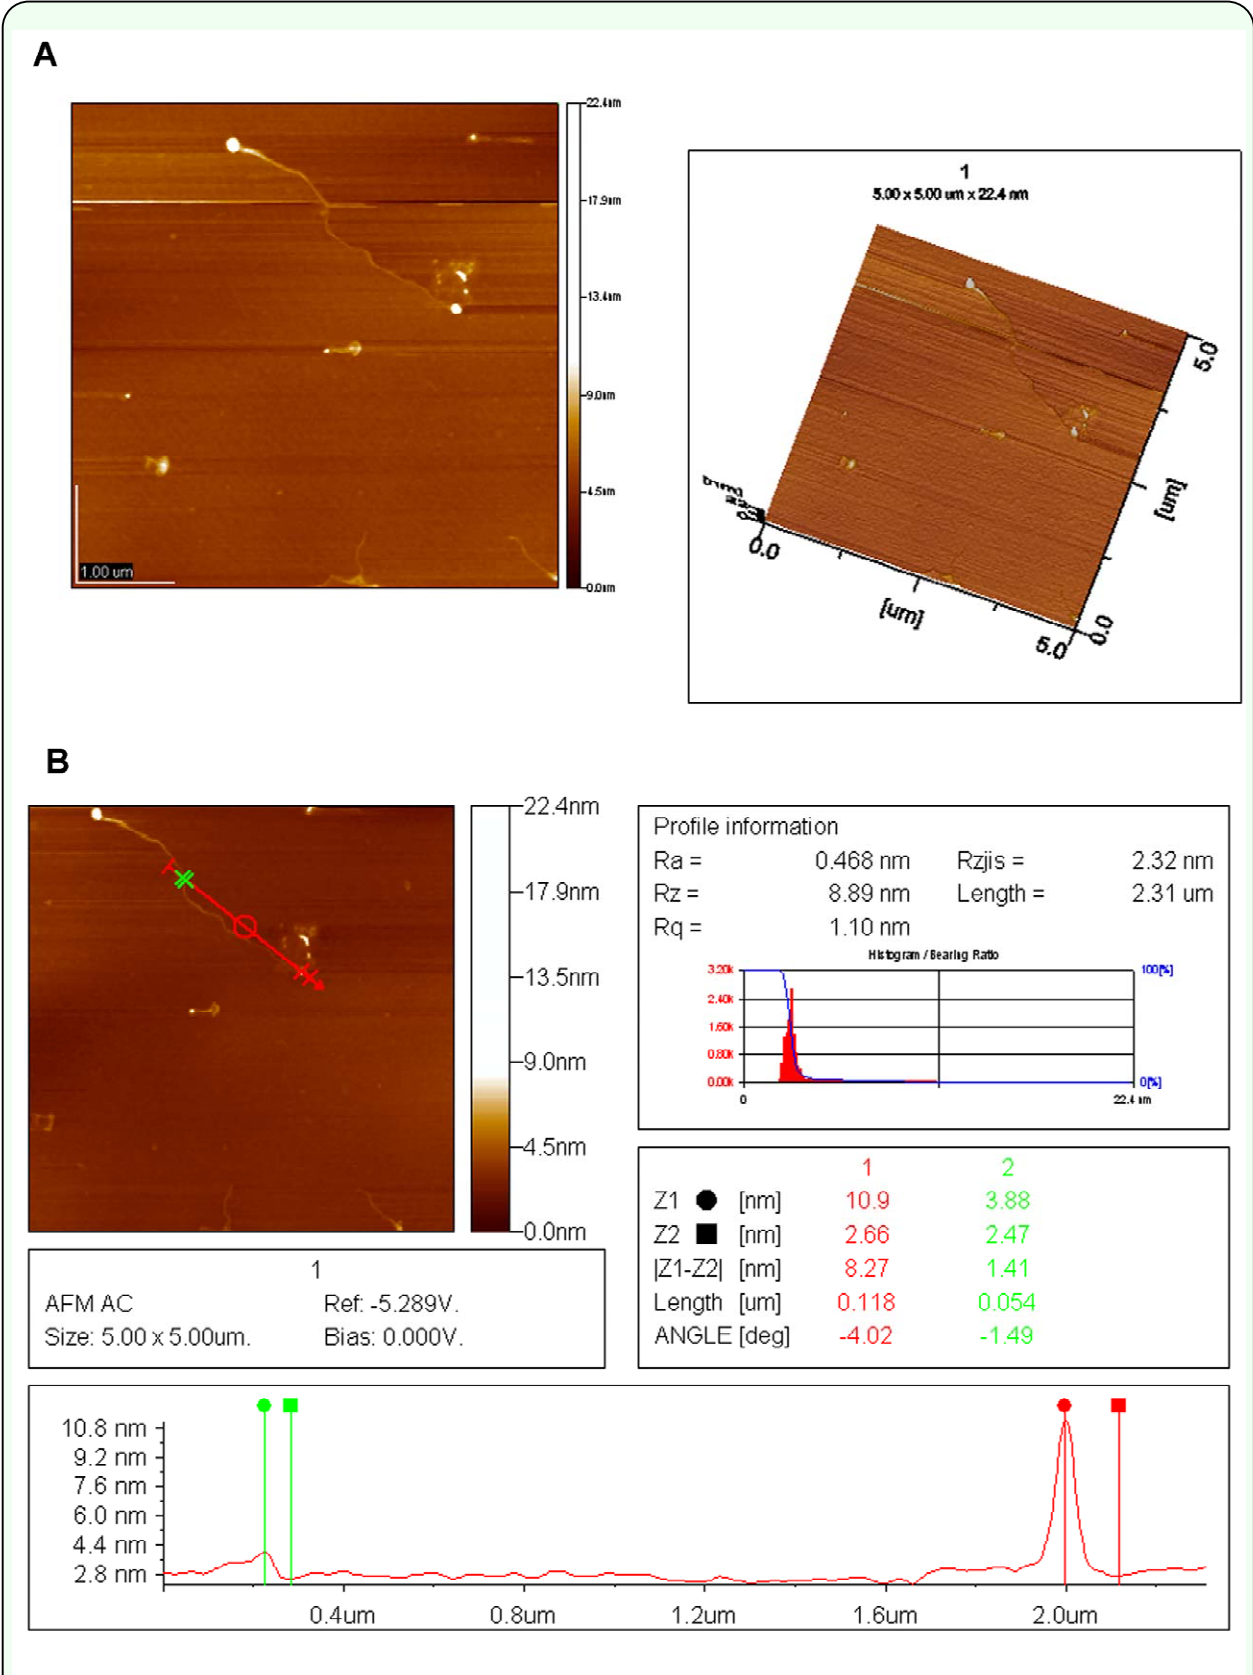 A
22.4nm
17.9nm
13.4nm
9.0nm
4.5nm
0.0nm
1.00 um
1
5.00 x 5.00 um x 22.4 nm
5.0
[um]
0.0
0.0
[um]
5.0
B
22.4nm
17.9nm
13.5nm
9.0nm
4.5nm
0.0nm
Profile information
Ra = 0.468 nm Rzjis = 2.32 nm
Rz = 8.89 nm Length = 2.31 um
Rq = 1.10 nm
Histogram / Bearing Ratio
3.20k 100[%]
2.40k
1.60k
0.80k
0.00k 0[%]
0 22.4 nm
1
AFM AC Ref: -5.289V.
Size: 5.00 x 5.00um. Bias: 0.000V.
1 2
Z1 [nm] 10.9 3.88
Z2 [nm] 2.66 2.47
|Z1-Z2| [nm] 8.27 1.41
Length [um] 0.118 0.054
ANGLE [deg] -4.02 -1.49
10.8 nm
9.2 nm
7.6 nm
6.0 nm
4.4 nm
2.8 nm
0.4um 0.8um 1.2um 1.6um 2.0um